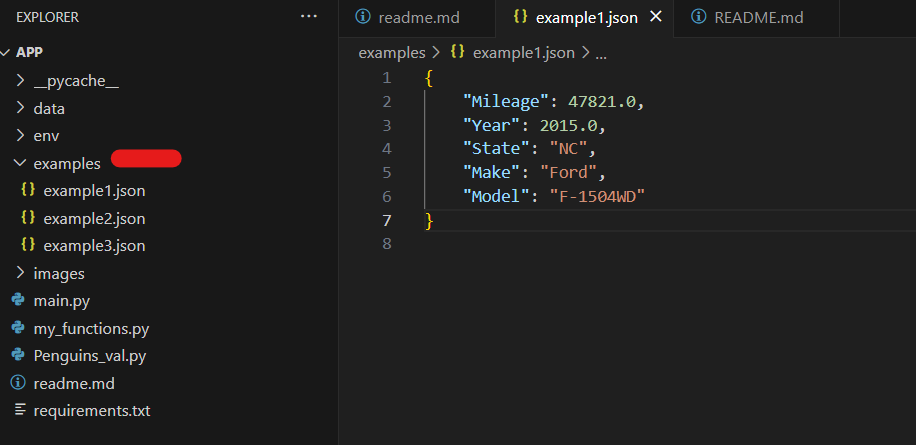 EXPLORER
...
APP
__pycache__
data
env
examples
example1.json
example2.json
example3.json
images
main.py
my_functions.py
Penguins_val.py
readme.md
requirements.txt
readme.md
example1.json
README.md
examples > {} example1.json > ...
1 {
2 "Mileage": 47821.0,
3 "Year": 2015.0,
4 "State": "NC",
5 "Make": "Ford",
6 "Model": "F-1504WD"
7 }
8